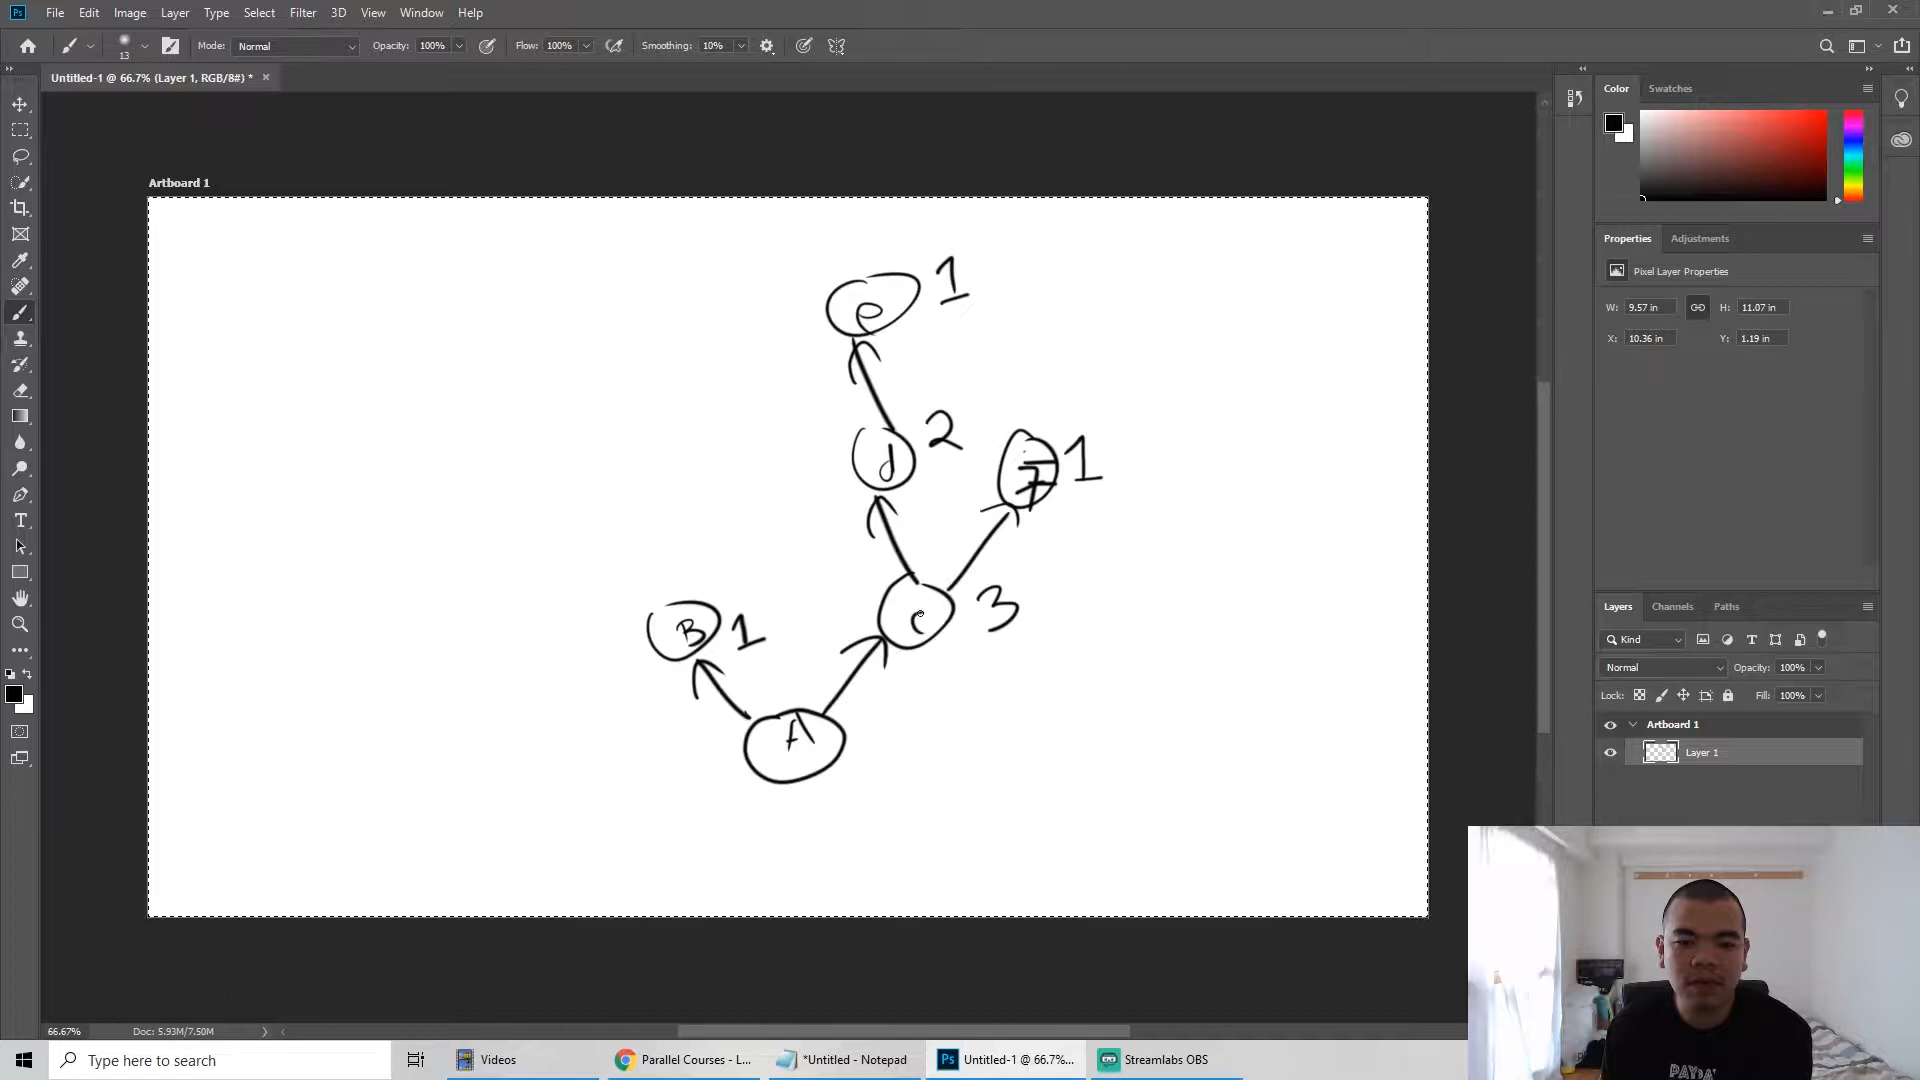 Ps File Edit Image Layer Type Select Filter 3D View Window Help
13 Mode: Normal Opacity: 100% Flow: 100% Smoothing: 10%
Untitled-1 @ 66.7% (Layer 1, RGB/8#) *
Color Swatches
Artboard 1
Properties Adjustments
Pixel Layer Properties
W: 9.57 in H: 11.07 in
X: 10.36 in Y: 1.19 in
e 1
d 2
1
B 1
C 3
A
Layers Channels Paths
Kind
Normal Opacity: 100%
Lock: Fill: 100%
Artboard 1
Layer 1
PAYDAY
66.67% Doc: 5.93M/7.50M
Type here to search
Videos
Parallel Courses - L...
*Untitled - Notepad
Ps Untitled-1 @ 66.7%...
Streamlabs OBS